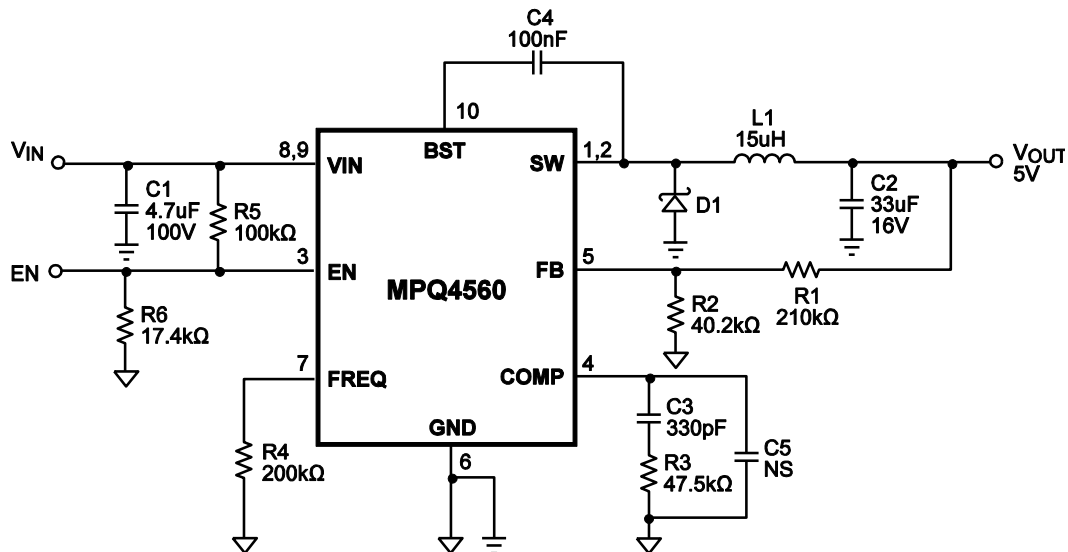 C4
100nF
10
L1
15uH
VIN
8,9
VIN
BST
SW
1,2
VOUT
5V
C1
4.7uF
100V
R5
100kΩ
D1
C2
33uF
16V
EN
3
EN
FB
5
MPQ4560
R6
17.4kΩ
R2
40.2kΩ
R1
210kΩ
7
FREQ
COMP
4
GND
6
R4
200kΩ
C3
330pF
R3
47.5kΩ
C5
NS